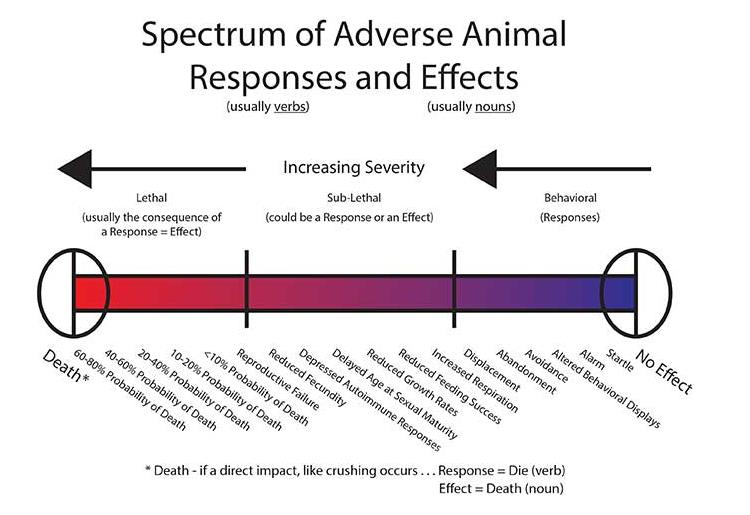 Spectrum of Adverse Animal
Responses and Effects
(usually verbs) (usually nouns)
Increasing Severity
Lethal
(usually the consequence of
a Response = Effect)
Sub-Lethal
(could be a Response or an Effect)
Behavioral
(Responses)
Death*
60-80% Probability of Death
40-60% Probability of Death
20-40% Probability of Death
10-20% Probability of Death
<10% Probability of Death
Reproductive Failure
Reduced Fecundity
Depressed Autoimmune Responses
Delayed Age at Sexual Maturity
Reduced Growth Rates
Reduced Feeding Success
Increased Respiration
Displacement
Abandonment
Avoidance
Altered Behavioral Displays
Alarm
Startle
No Effect
* Death - if a direct impact, like crushing occurs . . . Response = Die (verb)
Effect = Death (noun)